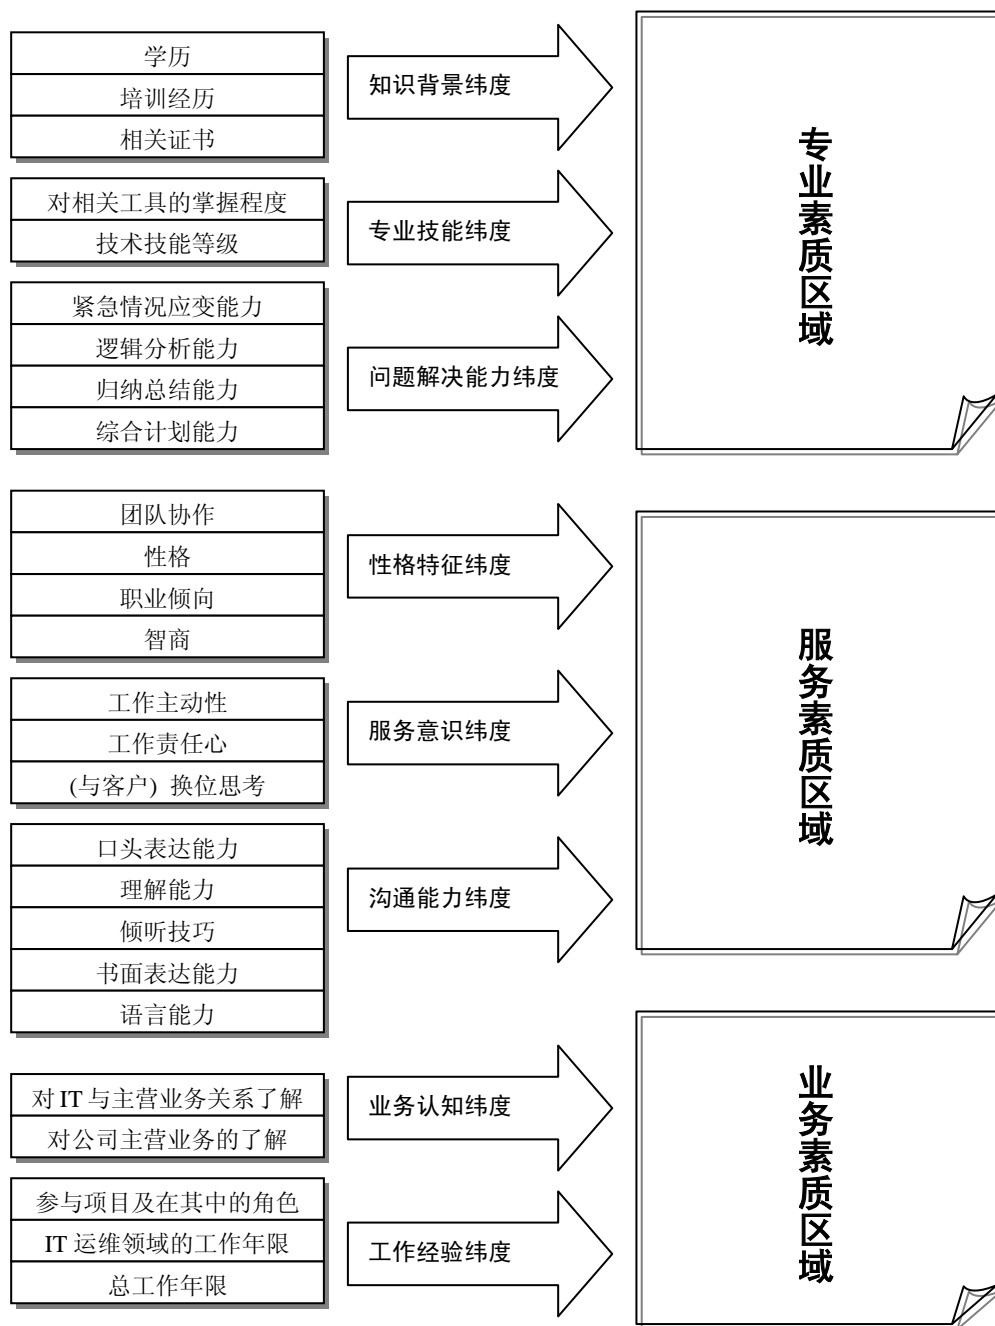 学历
培训经历
相关证书
知识背景纬度
对相关工具的掌握程度
技术技能等级
专业技能纬度
紧急情况应变能力
逻辑分析能力
归纳总结能力
综合计划能力
问题解决能力纬度
专业素质区域
团队协作
性格
职业倾向
智商
性格特征纬度
工作主动性
工作责任心
(与客户) 换位思考
服务意识纬度
口头表达能力
理解能力
倾听技巧
书面表达能力
语言能力
沟通能力纬度
服务素质区域
对 IT 与主营业务关系了解
对公司主营业务的了解
业务认知纬度
参与项目及在其中的角色
IT 运维领域的工作年限
总工作年限
工作经验纬度
业务素质区域